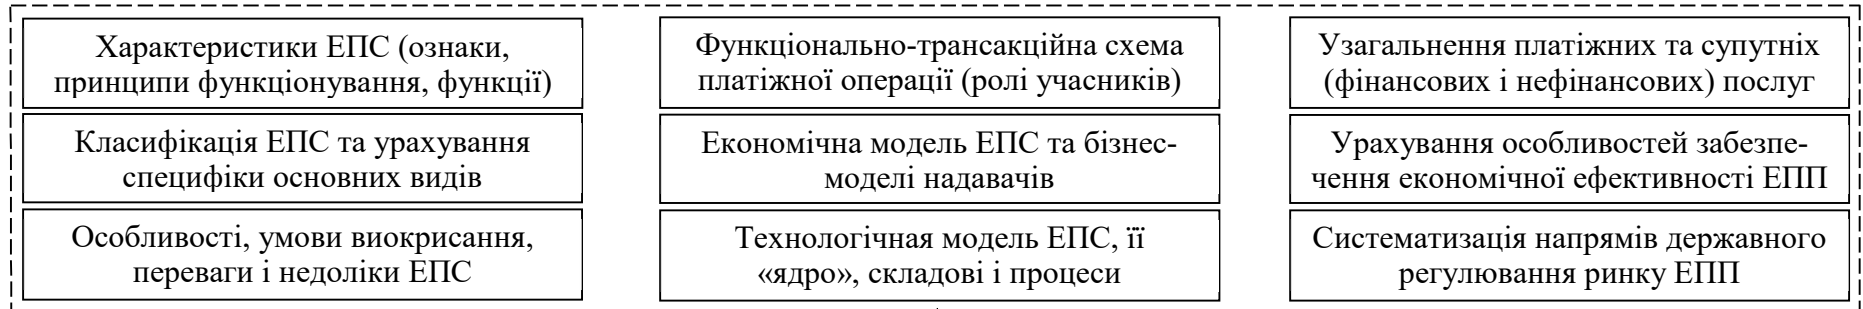 Характеристики ЕПС (ознаки,
принципи функціонування, функції)
Класифікація ЕПС та урахування
специфіки основних видів
Особливості, умови виокрисання,
переваги і недоліки ЕПС
Функціонально-трансакційна схема
платіжної операції (ролі учасників)
Економічна модель ЕПС та бізнес-
моделі надавачів
Технологічная модель ЕПС, її
«ядро», складові і процеси
Узагальнення платіжних та супутніх
(фінансових і нефінансових) послуг
Урахування особливостей забезпе-
чення економічної ефективності ЕПП
Систематизація напрямів державного
регулювання ринку ЕПП